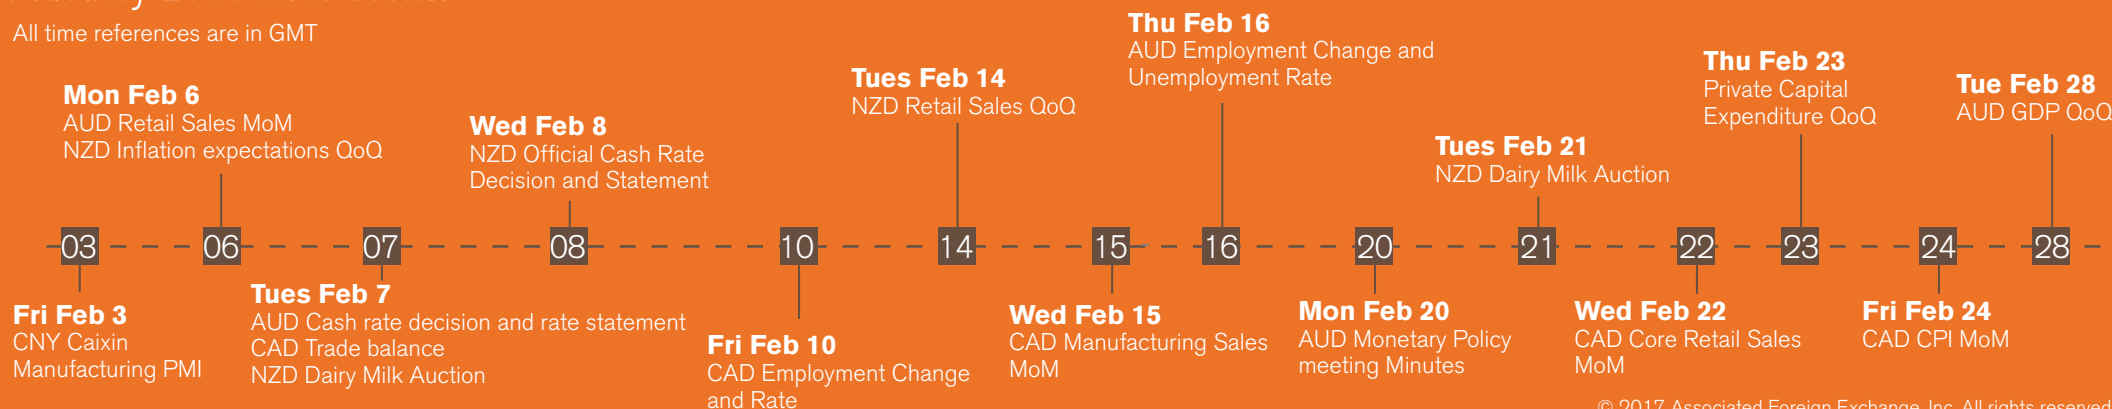 All time references are in GMT
Mon Feb 6
AUD Retail Sales MoM
NZD Inflation expectations QoQ
Wed Feb 8
NZD Official Cash Rate
Decision and Statement
Tues Feb 14
NZD Retail Sales QoQ
Thu Feb 16
AUD Employment Change and
Unemployment Rate
Tues Feb 21
NZD Dairy Milk Auction
Thu Feb 23
Private Capital
Expenditure QoQ
Tue Feb 28
AUD GDP QoQ
03 06 07 08 10 14 15 16 20 21 22 23 24 28
Fri Feb 3
CNY Caixin
Manufacturing PMI
Tues Feb 7
AUD Cash rate decision and rate statement
CAD Trade balance
NZD Dairy Milk Auction
Fri Feb 10
CAD Employment Change
and Rate
Wed Feb 15
CAD Manufacturing Sales
MoM
Mon Feb 20
AUD Monetary Policy
meeting Minutes
Wed Feb 22
CAD Core Retail Sales
MoM
Fri Feb 24
CAD CPI MoM
© 2017 Associated Foreign Exchange, Inc. All rights reserved